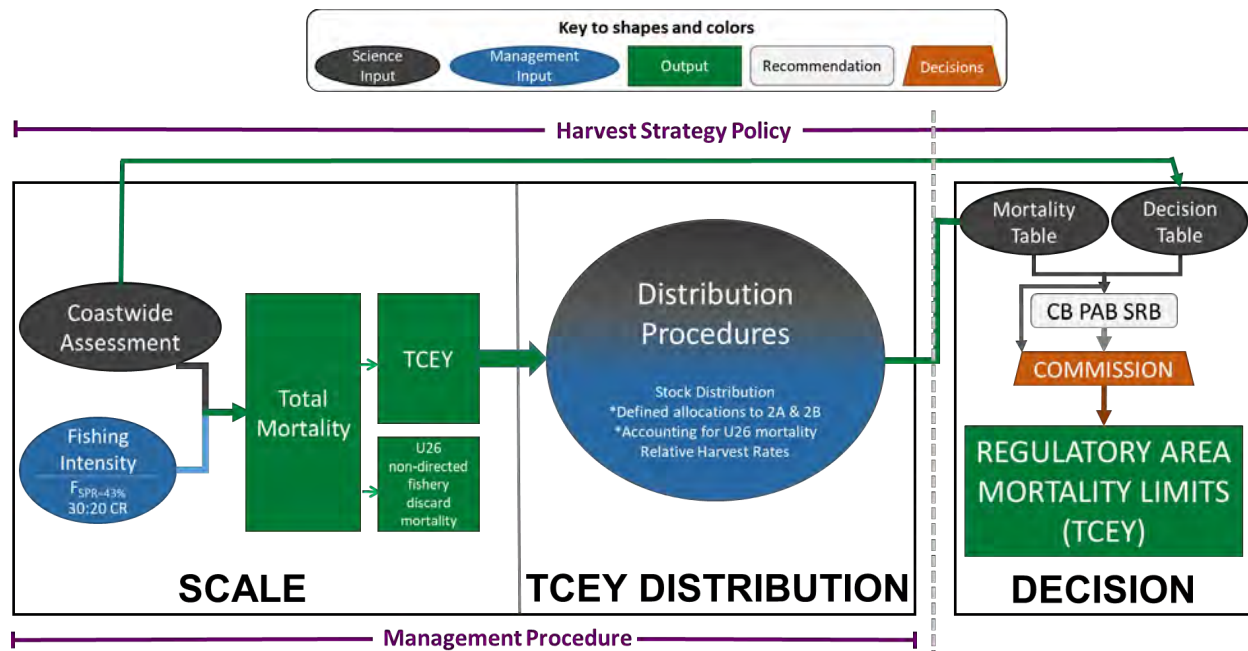 Key to shapes and colors
Science
Input
Management
Input
Output
Recommendation
Decisions
Harvest Strategy Policy
Coastwide
Assessment
Fishing
Intensity
F SPR=43%
30:20 CR
Total
Mortality
TCEY
U26
non-directed
fishery
discard
mortality
SCALE
Distribution
Procedures
Stock Distribution
*Defined allocations to 2A & 2B
*Accounting for U26 mortality
Relative Harvest Rates
TCEY DISTRIBUTION
Mortality
Table
Decision
Table
CB PAB SRB
COMMISSION
REGULATORY AREA
MORTALITY LIMITS
(TCEY)
DECISION
Management Procedure